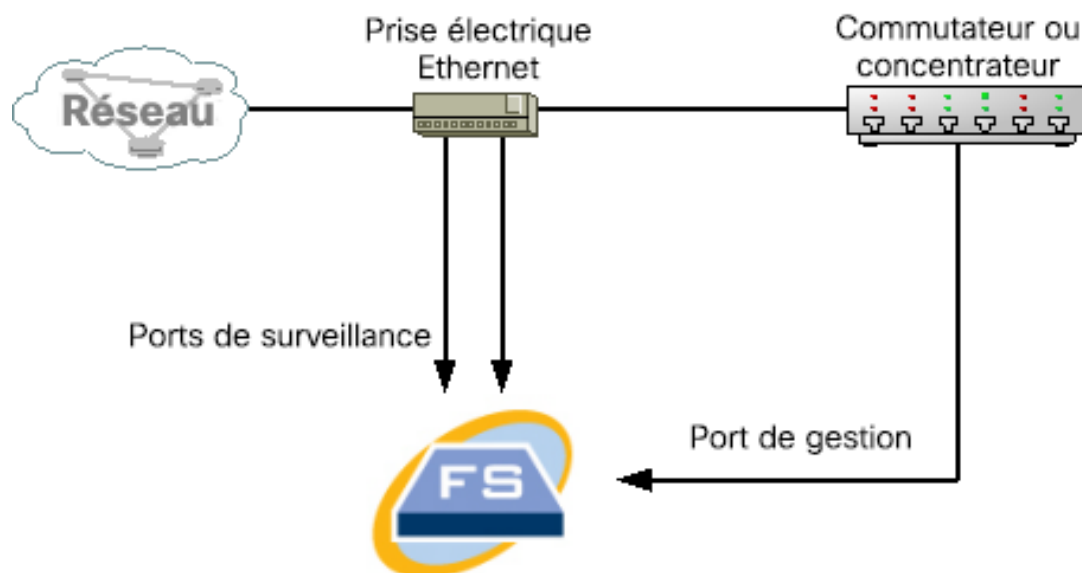 Prise électrique
Ethernet
Commutateur ou
concentrateur
Réseau
Ports de surveillance
Port de gestion
FS